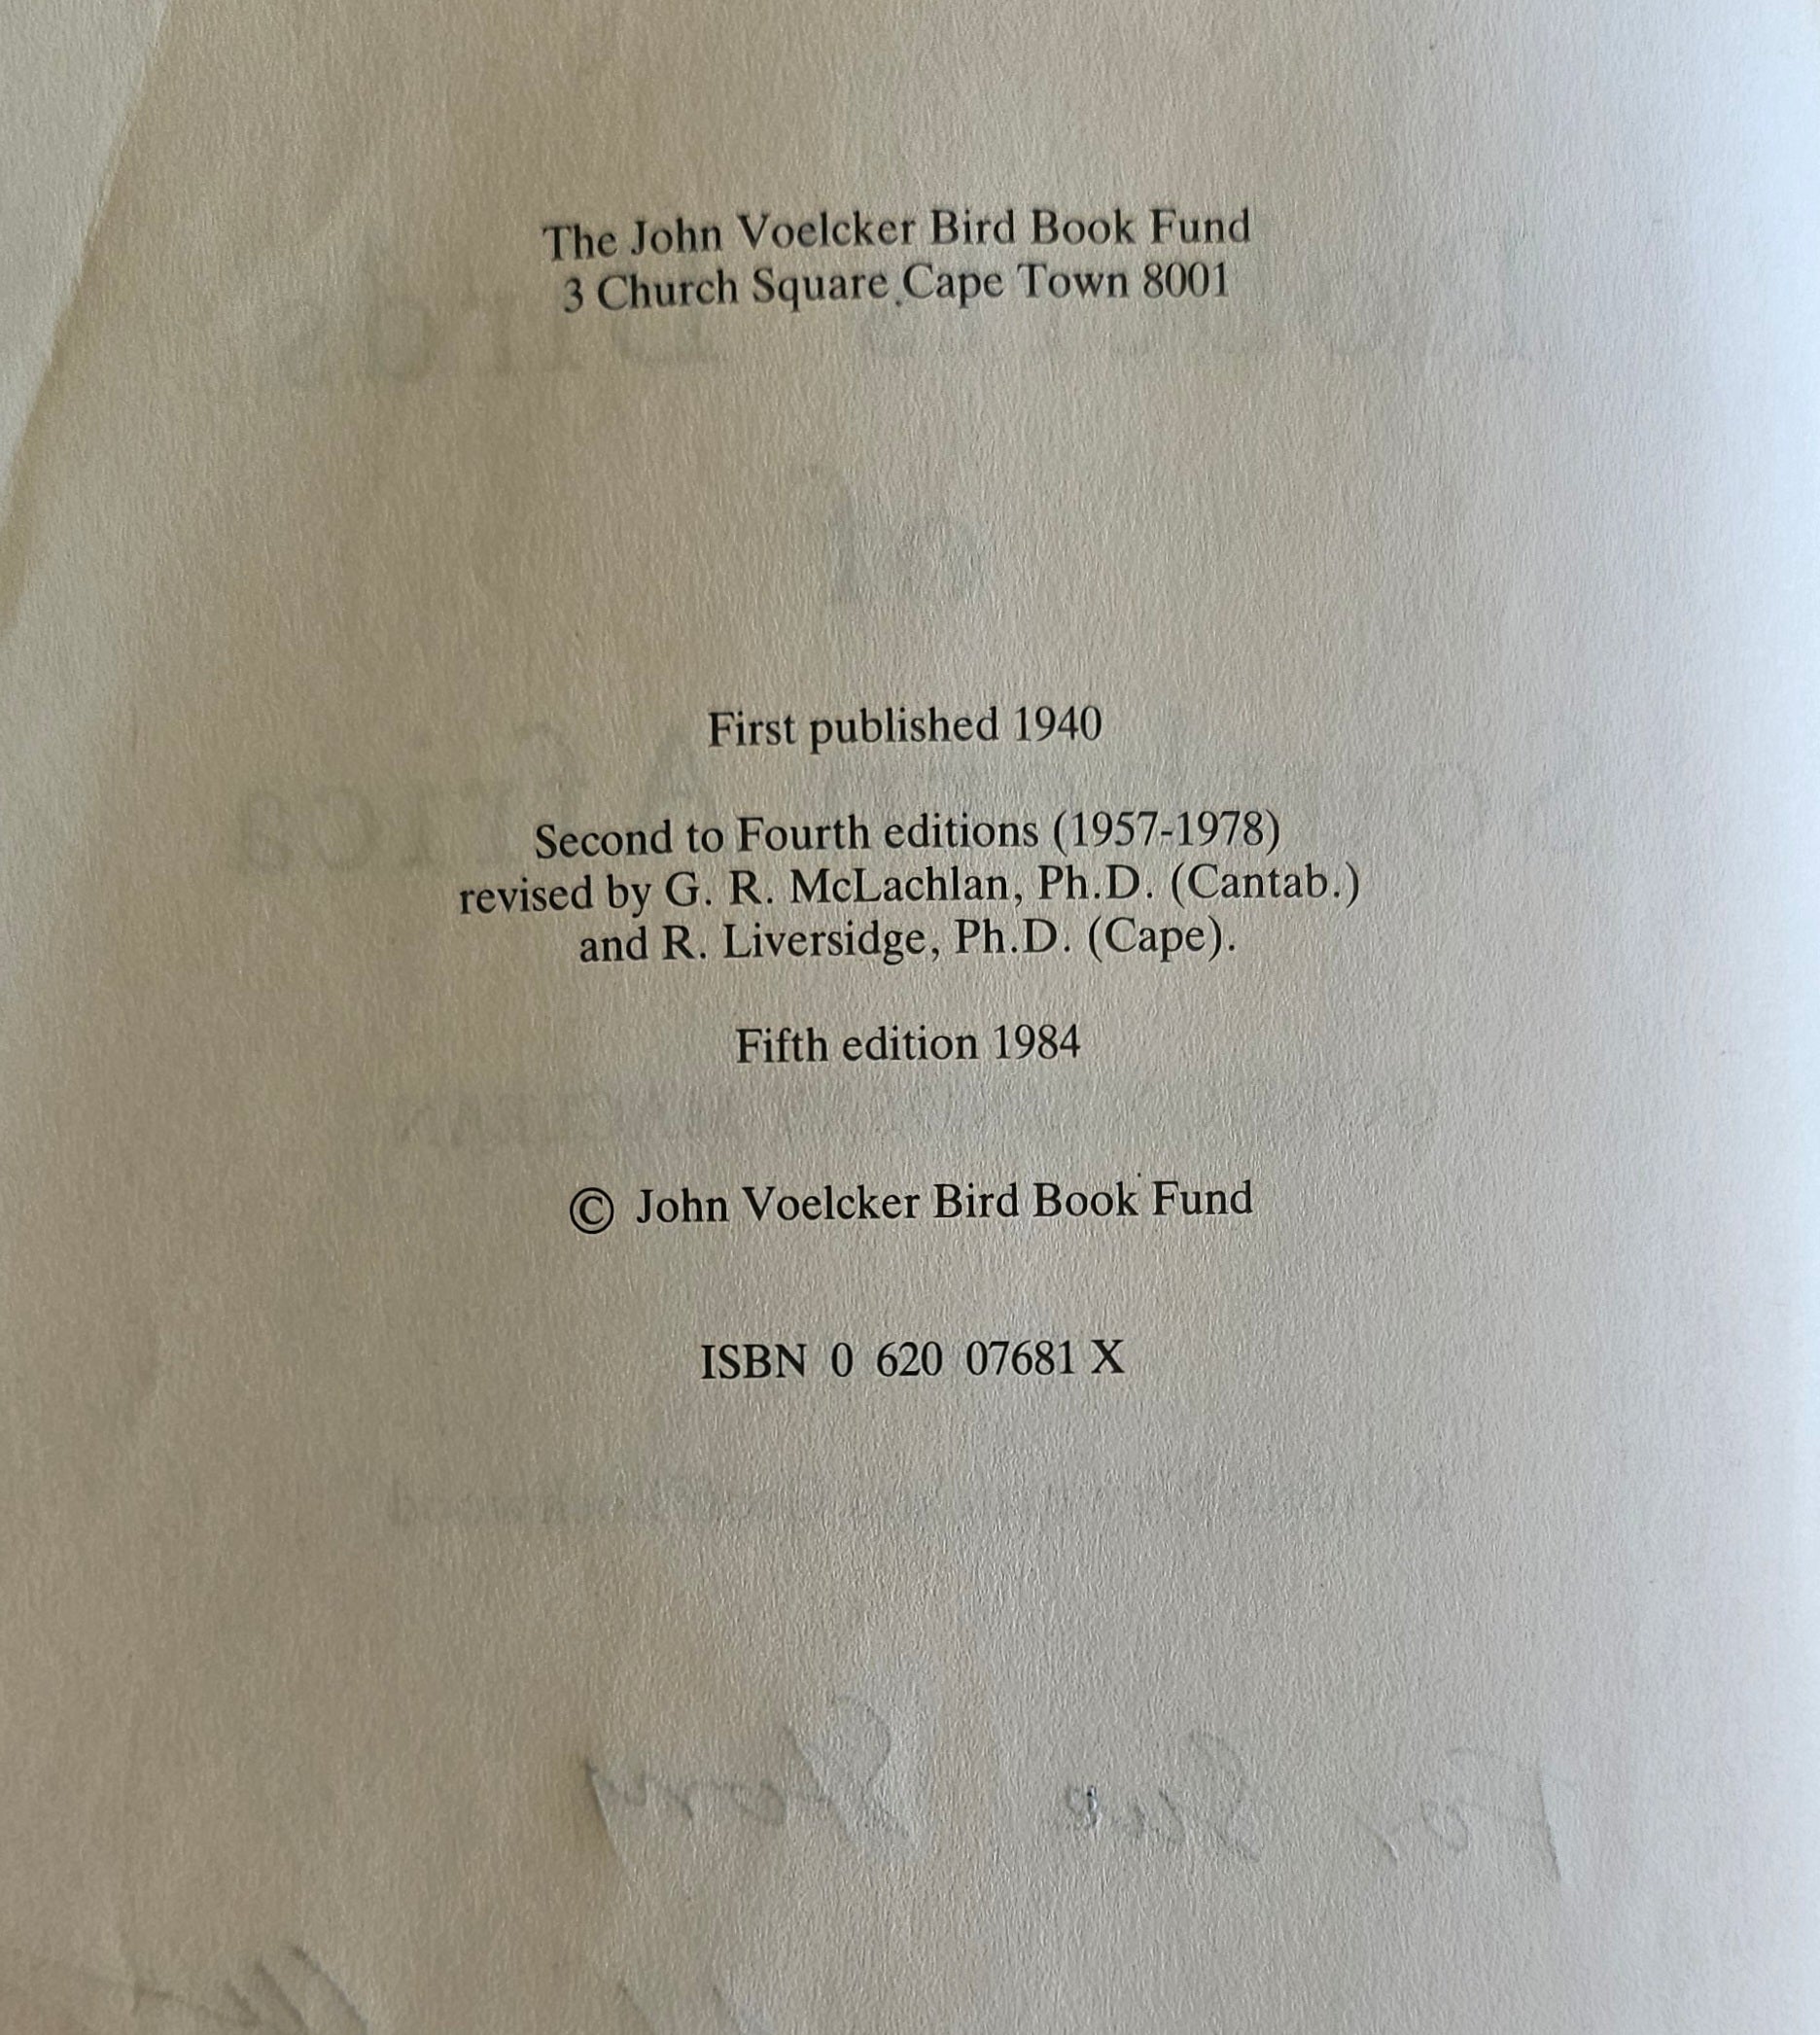 The John Voelcker Bird Book Fund
3 Church Square, Cape Town 8001
First published 1940
Second to Fourth editions (1957-1978)
revised by G. R. McLachlan, Ph.D. (Cantab.)
and R. Liversidge, Ph.D. (Cape).
Fifth edition 1984
© John Voelcker Bird Book Fund
ISBN 0 620 07681 X